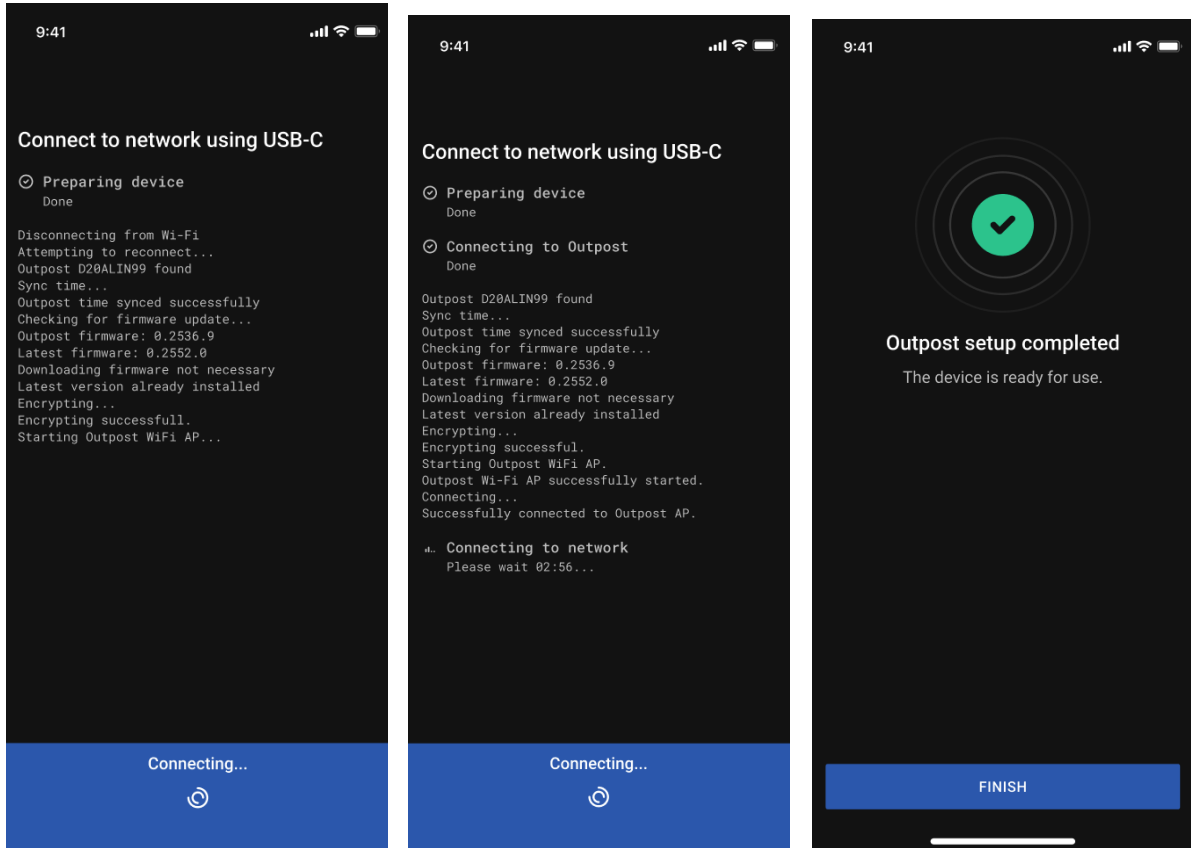 9:41
Connect to network using USB-C
Preparing device
Done
Disconnecting from Wi-Fi
Attempting to reconnect...
Outpost D20ALIN99 found
Sync time...
Outpost time synced successfully
Checking for firmware update...
Outpost firmware: 0.2536.9
Latest firmware: 0.2552.0
Downloading firmware not necessary
Latest version already installed
Encrypting...
Encrypting successfull.
Starting Outpost WiFi AP...
Connecting...
9:41
Connect to network using USB-C
Preparing device
Done
Connecting to Outpost
Done
Outpost D20ALIN99 found
Sync time...
Outpost time synced successfully
Checking for firmware update...
Outpost firmware: 0.2536.9
Latest firmware: 0.2552.0
Downloading firmware not necessary
Latest version already installed
Encrypting...
Encrypting successful.
Starting Outpost WiFi AP.
Outpost Wi-Fi AP successfully started.
Connecting...
Successfully connected to Outpost AP.
Connecting to network
Please wait 02:56...
Connecting...
9:41
Outpost setup completed
The device is ready for use.
FINISH